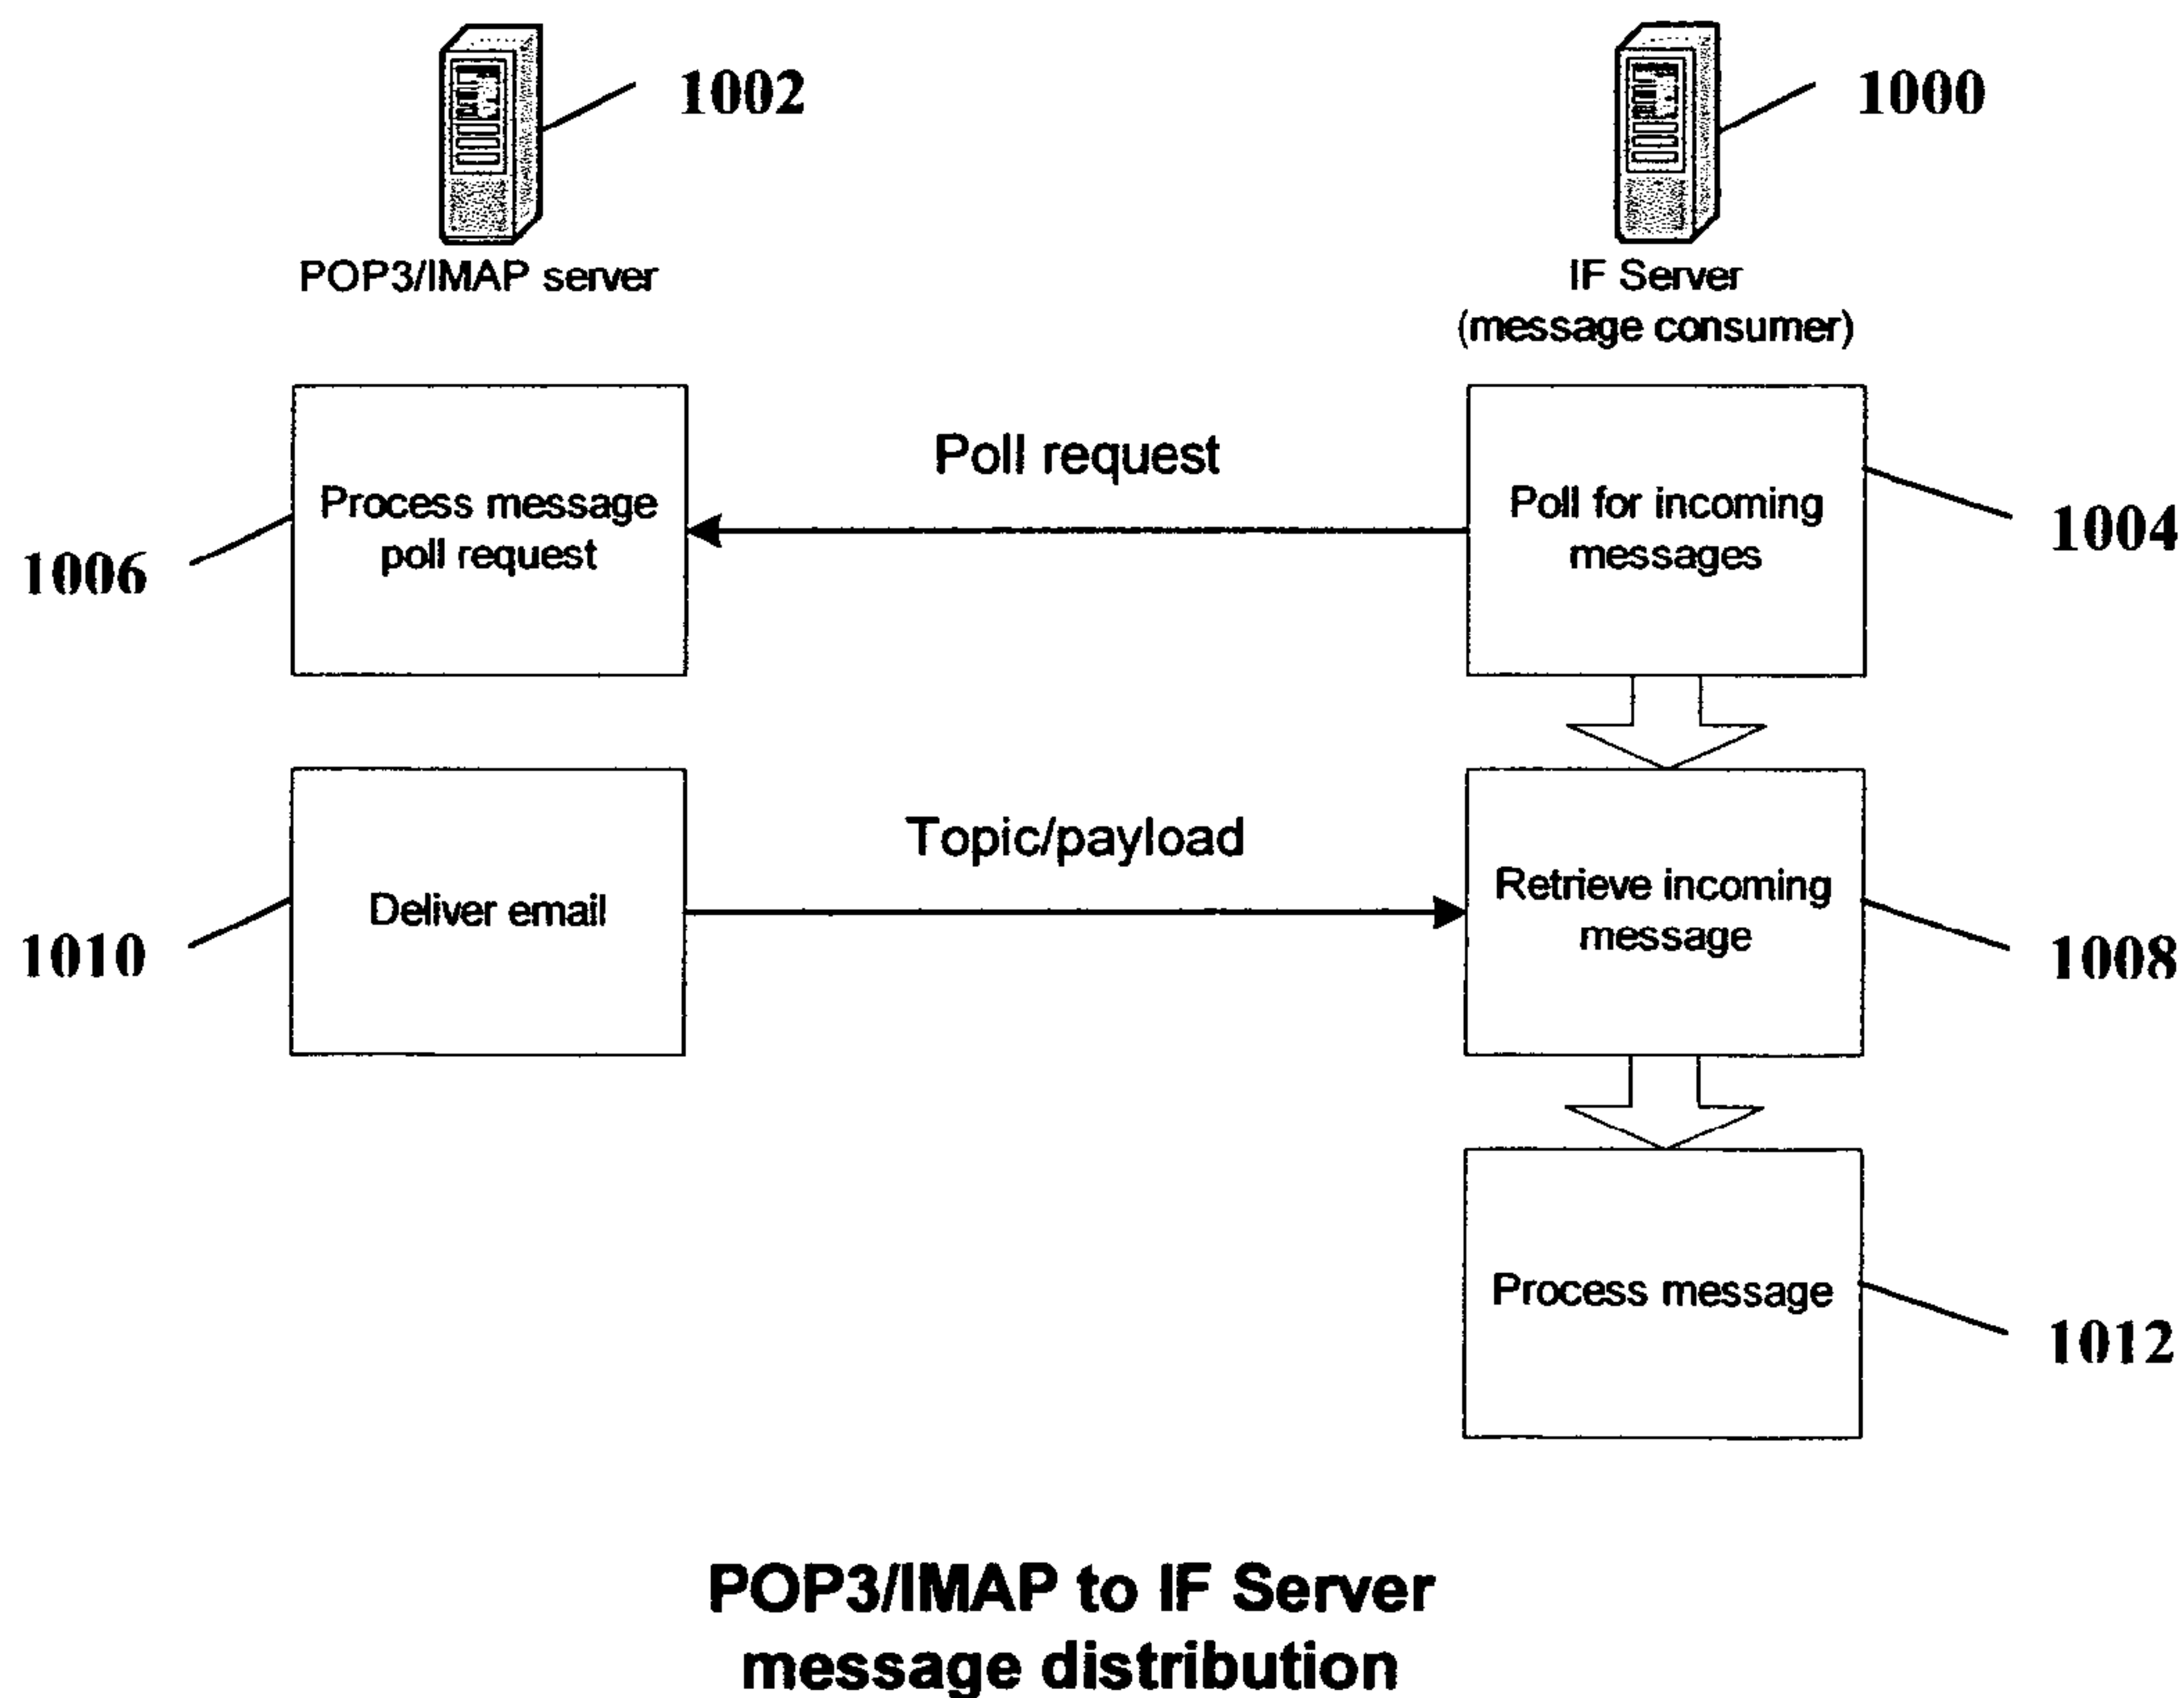 1002
1000
POP3/IMAP server
IF Server
(message consumer)
Poll request
Process message
poll request
Poll for incoming
messages
1006
1004
Topic/payload
Deliver email
Retrieve incoming
message
1010
1008
Process message
1012
POP3/IMAP to IF Server
message distribution